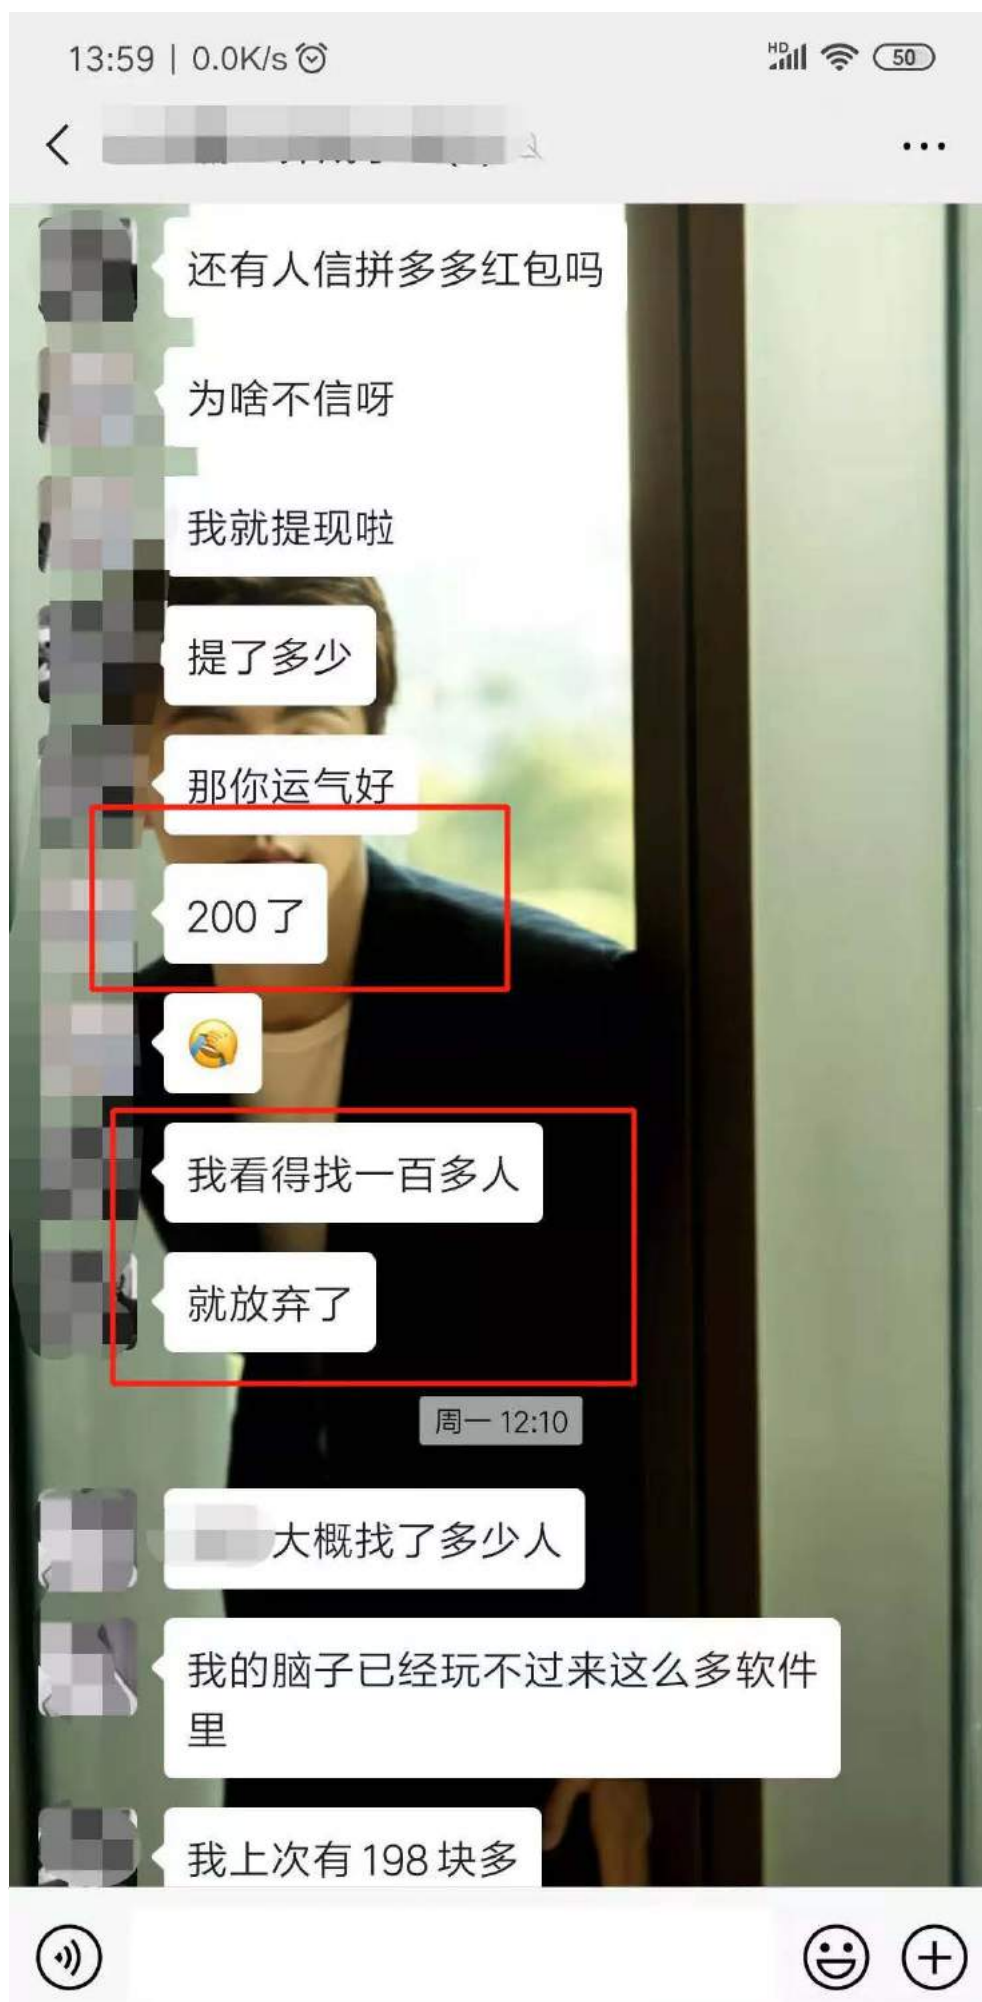 13:59 | 0.0K/s
HD
50
还有人信拼多多红包吗
为啥不信呀
我就提现啦
提了多少
那你运气好
200了
我看得找一百多人
就放弃了
周一 12:10
大概找了多少人
我的脑子已经玩不过来这么多软件
里
我上次有198块多